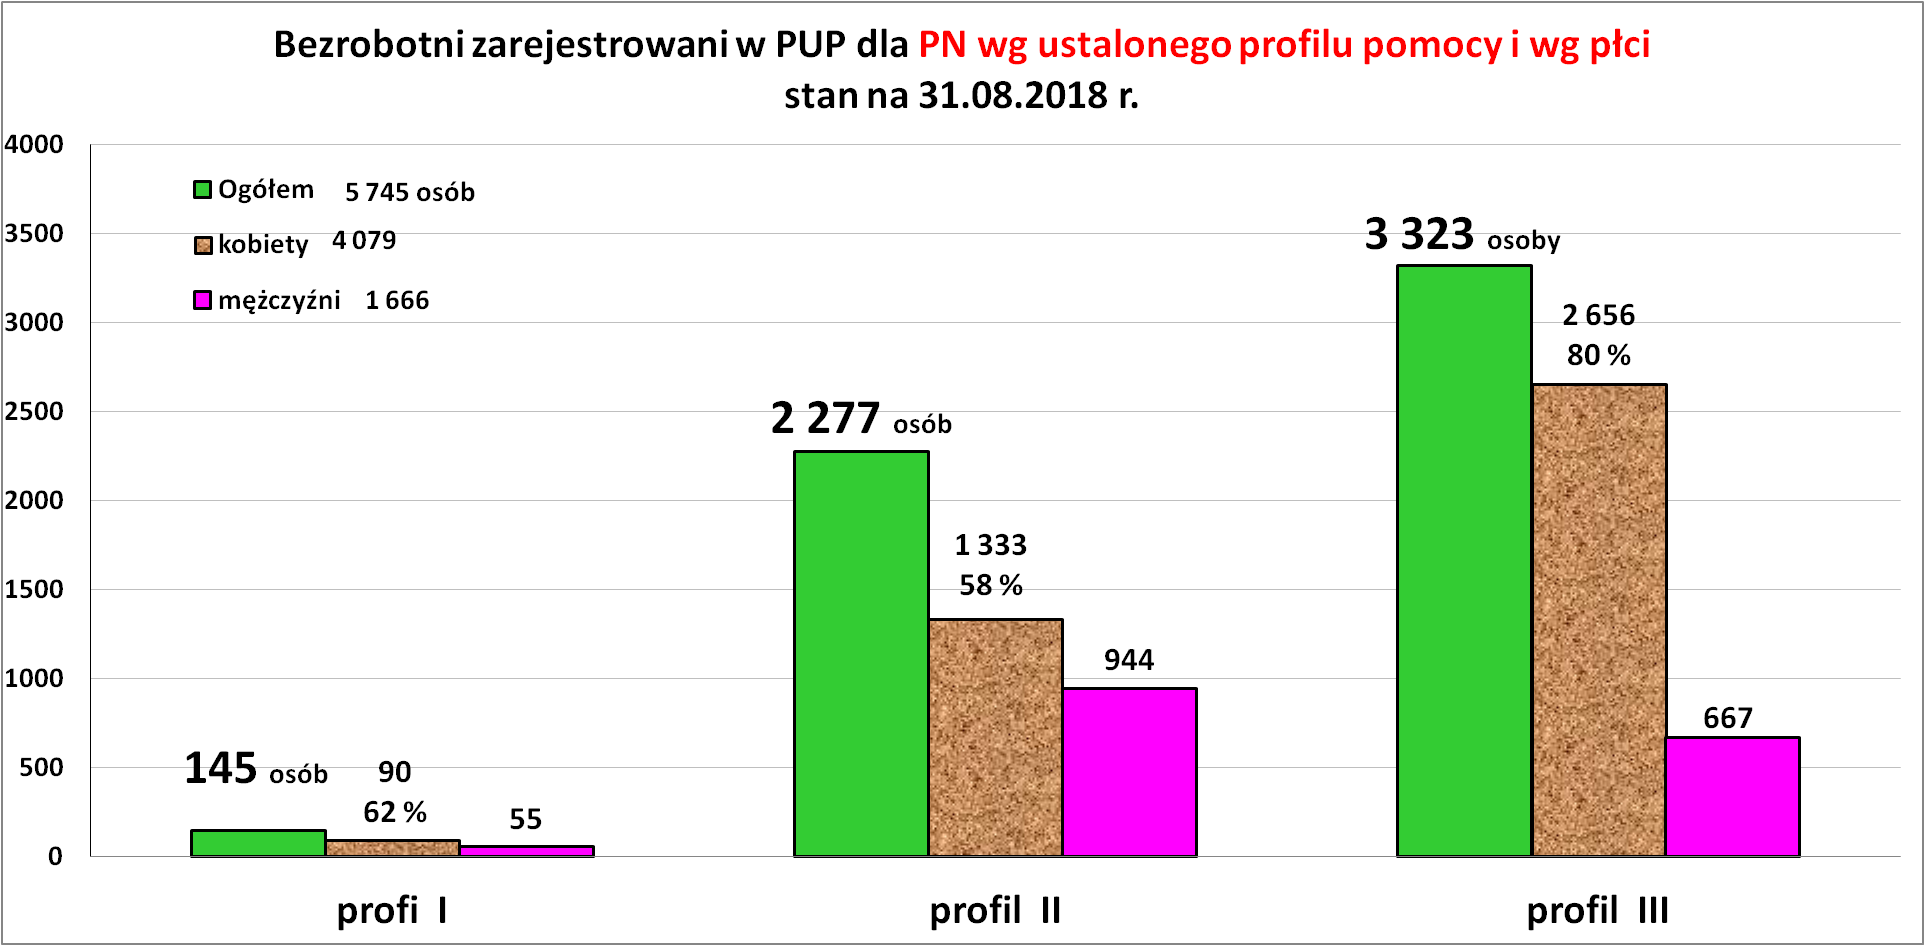 Bezrobotni zarejestrowani w PUP dla PN wg ustalonego profilu pomocy i wg płci
stan na 31.08.2018 r.
4000
3500
3000
2500
2000
1500
1000
500
0
Ogółem 5 745 osób
kobiety 4 079
mężczyźni 1 666
145 osób
90
62 %
55
2 277 osób
1 333
58 %
944
3 323 osoby
2 656
80 %
667
profi I
profil II
profil III